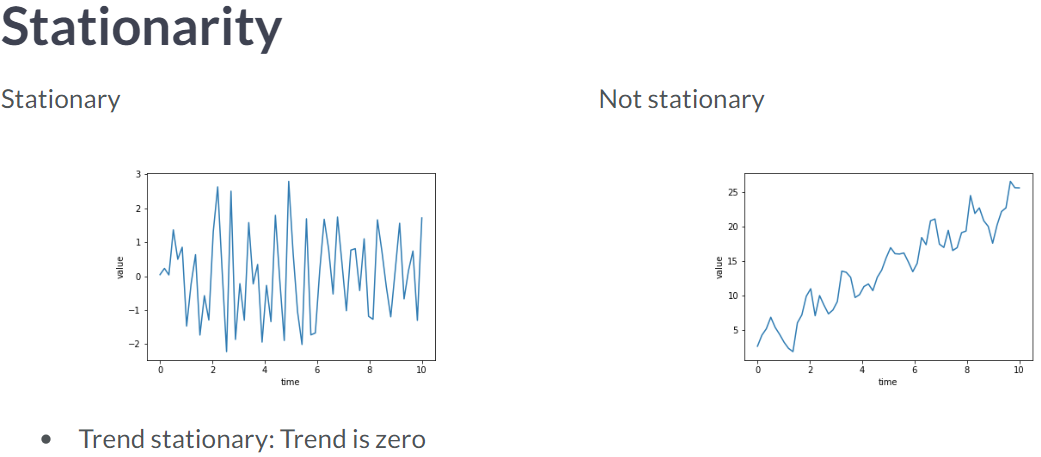 Stationarity
Stationary
Not stationary
3
2
1
0
−1
−2
value
0 2 4 6 8 10
time
25
20
15
10
5
value
0 2 4 6 8 10
time
• Trend stationary: Trend is zero